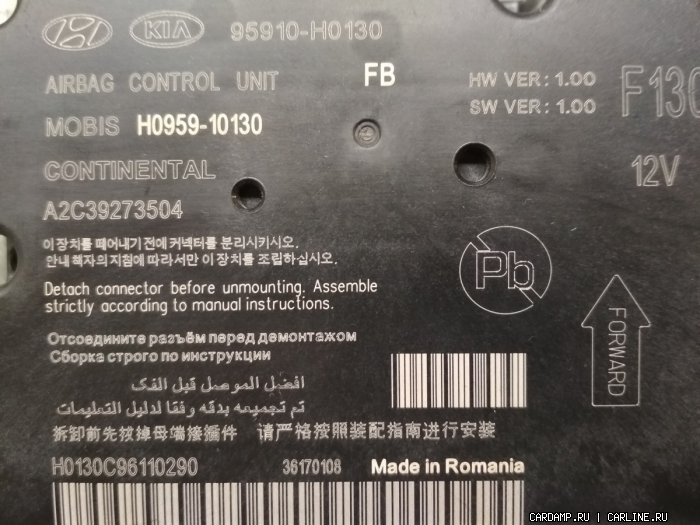 KIA 95910-H0130
AIRBAG CONTROL UNIT FB HW VER: 1.00
SW VER: 1.00
F130
MOBIS H0959-10130
CONTINENTAL
12V
A2C39273504
이 장치를 떼어내기 전에 커넥터를 분리시키시오.
안내 책자의 지침에 따라서만 이 장치를 조립하십시오.
Pb
Detach connector before unmounting. Assemble
strictly according to manual instructions.
FORWARD
Отсоедините разъём перед демонтажом
Сборка строго по инструкции
افصل الموصل قبل الفك
تم تجميعه بدقه وفقا لدليل التعليمات
拆卸前先拔掉母端接插件 请严格按照装配指南进行安装
H0130C96110290 36170108 Made in Romania
CARDAMP.RU | CARLINE.RU